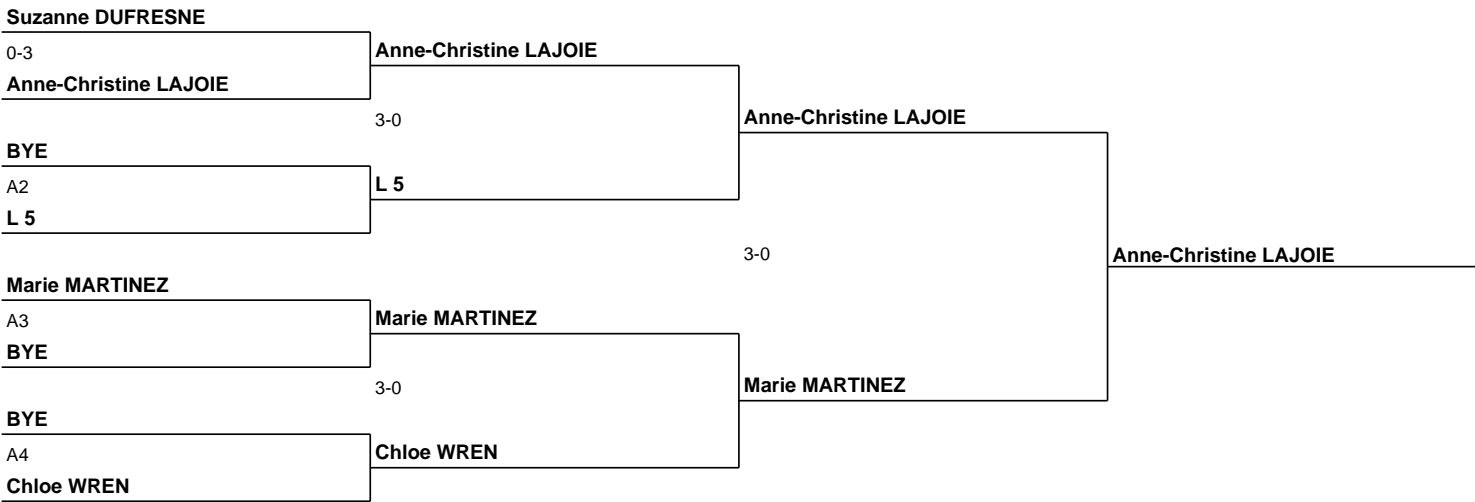 Suzanne DUFRESNE
0-3
Anne-Christine LAJOIE
Anne-Christine LAJOIE
3-0
Anne-Christine LAJOIE
BYE
A2
L 5
L 5
3-0
Anne-Christine LAJOIE
Marie MARTINEZ
A3
Marie MARTINEZ
BYE
3-0
Marie MARTINEZ
BYE
A4
Chloe WREN
Chloe WREN